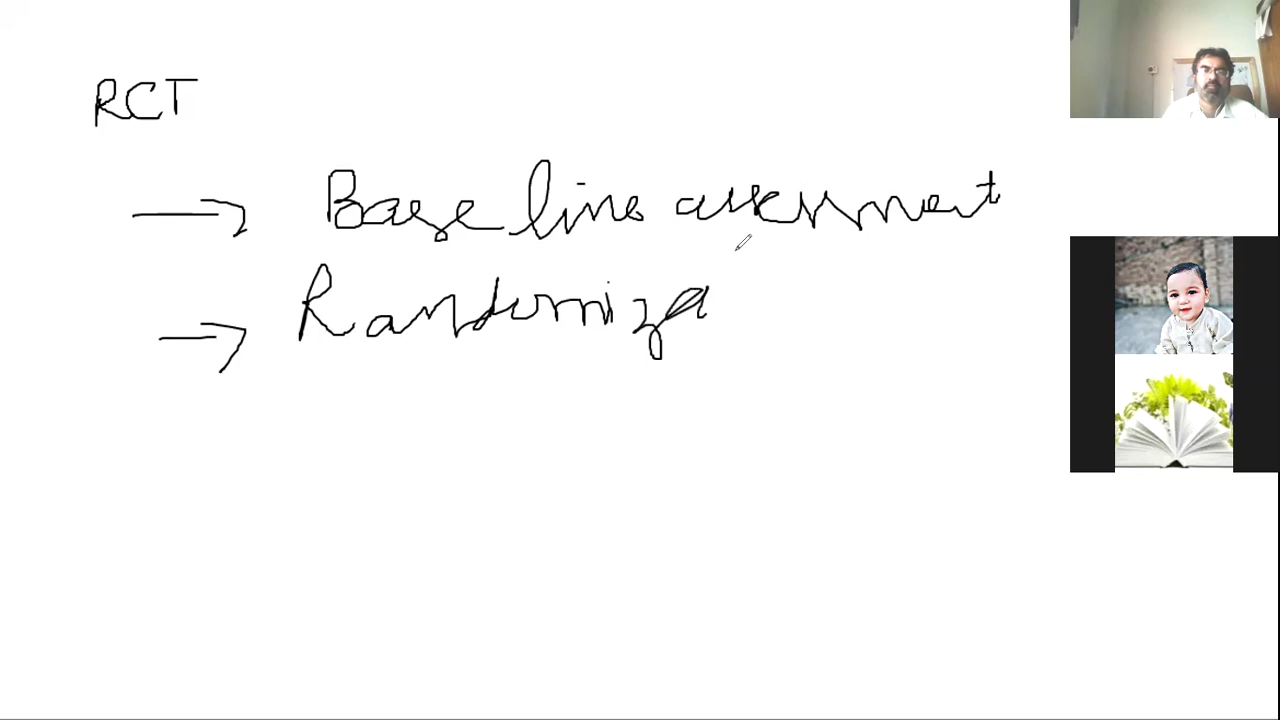 RCT
→ Base line assessment
→ Randomiza